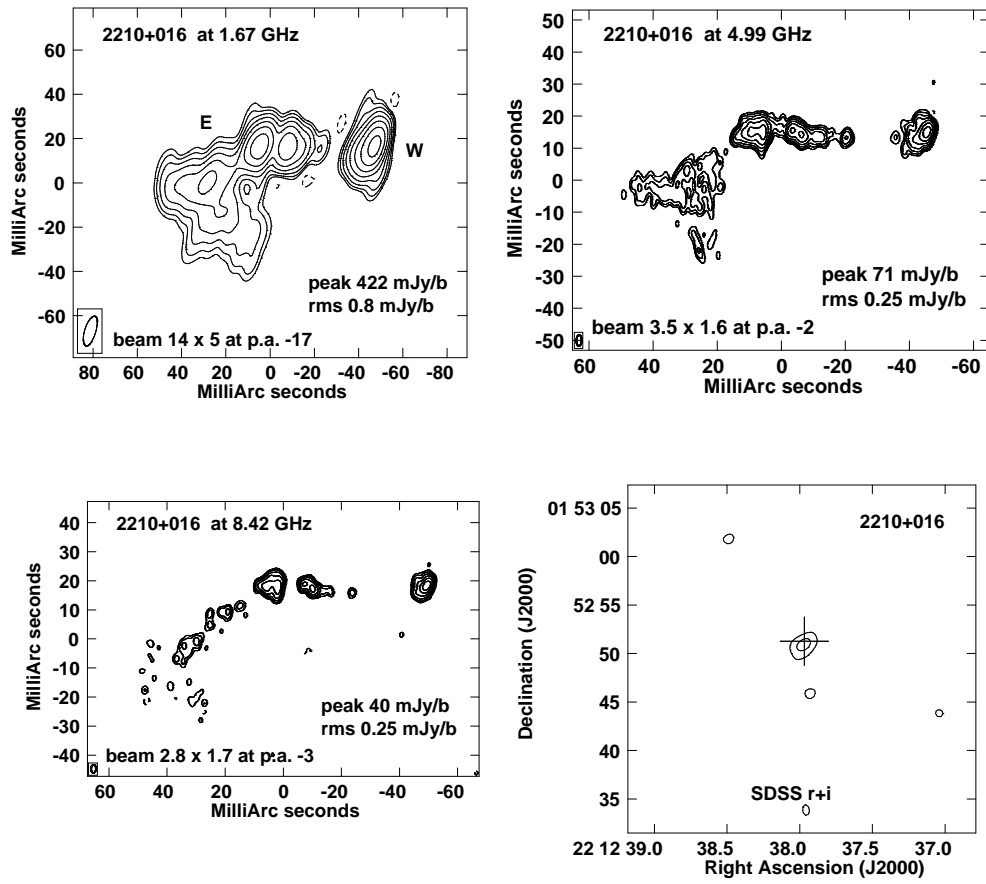 2210+016 at 1.67 GHz
E
W
peak 422 mJy/b
rms 0.8 mJy/b
beam 14 x 5 at p.a. -17
MilliArc seconds
60
40
20
0
-20
-40
-60
80 60 40 20 0 -20 -40 -60 -80
MilliArc seconds
2210+016 at 4.99 GHz
peak 71 mJy/b
rms 0.25 mJy/b
beam 3.5 x 1.6 at p.a. -2
MilliArc seconds
50
40
30
20
10
0
-10
-20
-30
-40
-50
60 40 20 0 -20 -40 -60
MilliArc seconds
2210+016 at 8.42 GHz
peak 40 mJy/b
rms 0.25 mJy/b
beam 2.8 x 1.7 at p.a. -3
MilliArc seconds
40
30
20
10
0
-10
-20
-30
-40
60 40 20 0 -20 -40 -60
MilliArc seconds
2210+016
SDSS r+i
Declination (J2000)
01 53 05
00
52 55
50
45
40
35
22 12 39.0 38.5 38.0 37.5 37.0
Right Ascension (J2000)